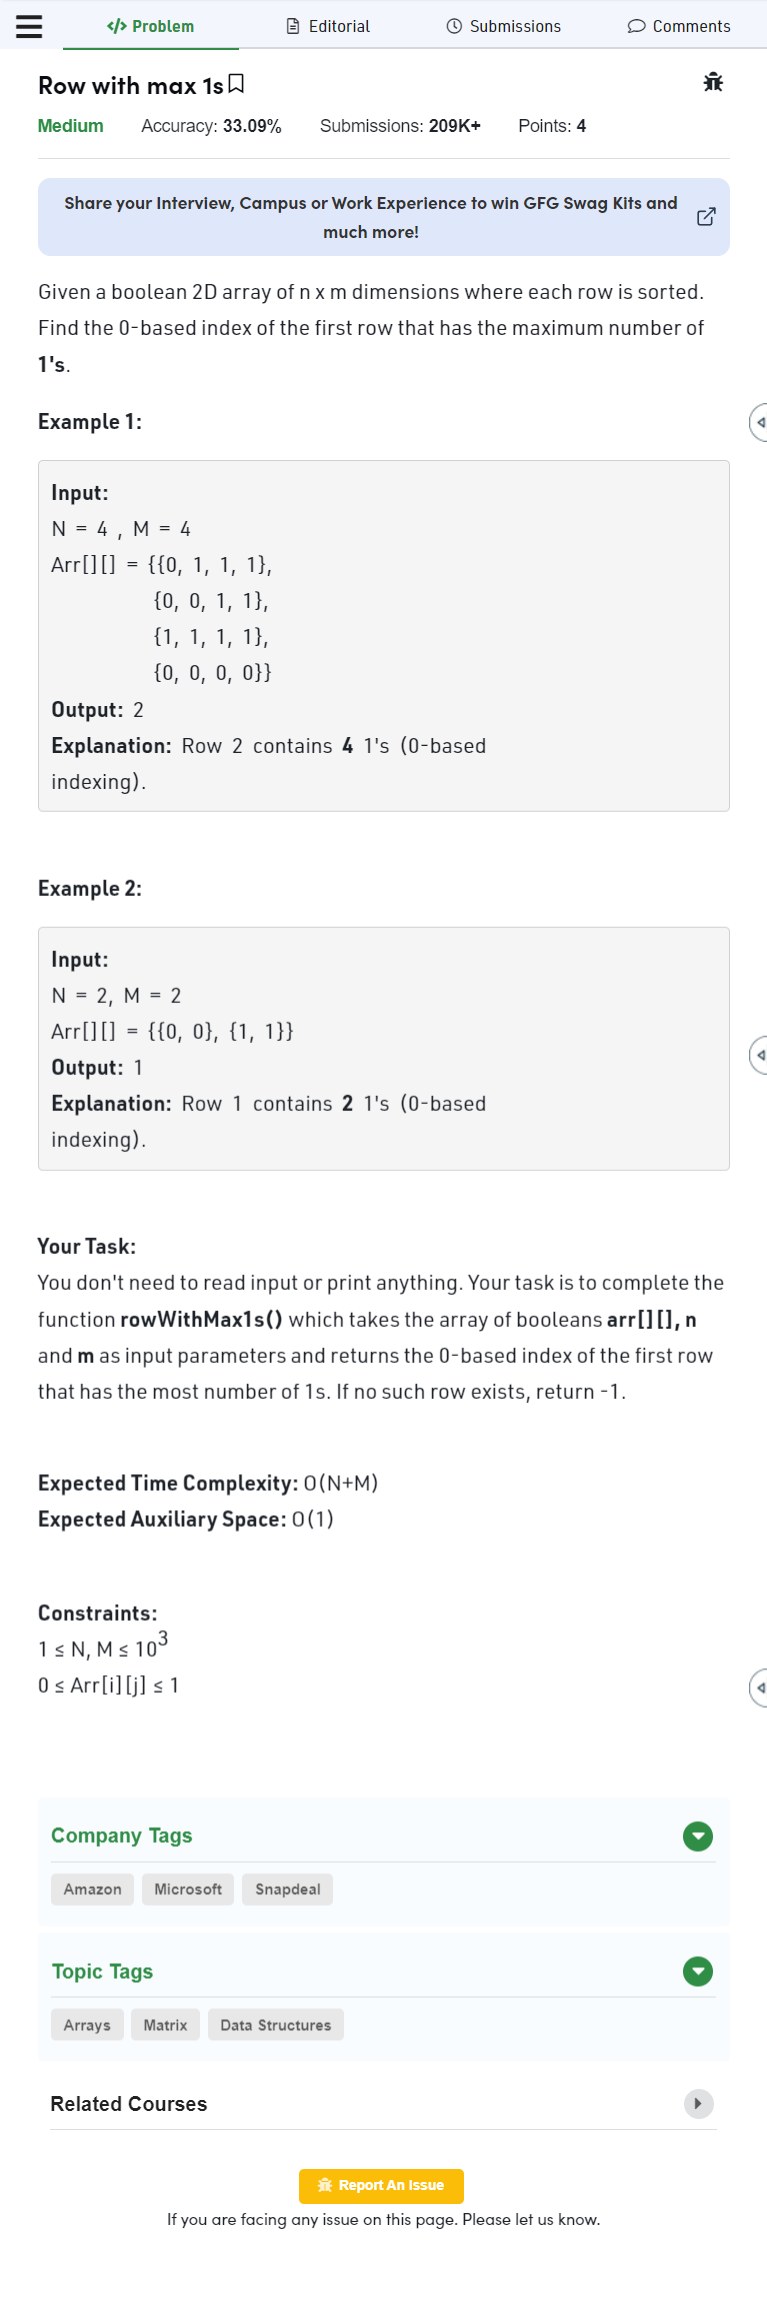 </> Problem
Editorial
Submissions
Comments
Row with max 1s
Medium Accuracy: 33.09% Submissions: 209K+ Points: 4
Share your Interview, Campus or Work Experience to win GFG Swag Kits and
much more!
Given a boolean 2D array of n x m dimensions where each row is sorted.
Find the 0-based index of the first row that has the maximum number of
1's.
Example 1:
Input:
N = 4 , M = 4
Arr[][] = {{0, 1, 1, 1},
{0, 0, 1, 1},
{1, 1, 1, 1},
{0, 0, 0, 0}}
Output: 2
Explanation: Row 2 contains 4 1's (0-based
indexing).
Example 2:
Input:
N = 2, M = 2
Arr[][] = {{0, 0}, {1, 1}}
Output: 1
Explanation: Row 1 contains 2 1's (0-based
indexing).
Your Task:
You don't need to read input or print anything. Your task is to complete the
function rowWithMax1s() which takes the array of booleans arr[][], n
and m as input parameters and returns the 0-based index of the first row
that has the most number of 1s. If no such row exists, return -1.
Expected Time Complexity: O(N+M)
Expected Auxiliary Space: O(1)
Constraints:
1 ≤ N, M ≤ 10³
0 ≤ Arr[i][j] ≤ 1
Company Tags
Amazon Microsoft Snapdeal
Topic Tags
Arrays Matrix Data Structures
Related Courses
Report An Issue
If you are facing any issue on this page. Please let us know.